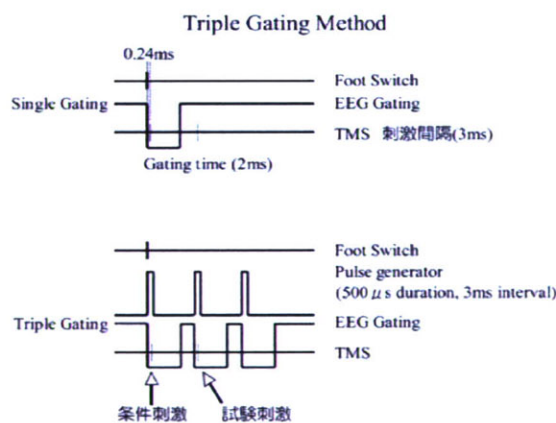 Triple Gating Method
0.24ms
Foot Switch
Single Gating
EEG Gating
TMS 刺激間隔(3ms)
Gating time (2ms)
Foot Switch
Pulse generator
(500μs duration, 3ms interval)
Triple Gating
EEG Gating
TMS
条件刺激
試験刺激